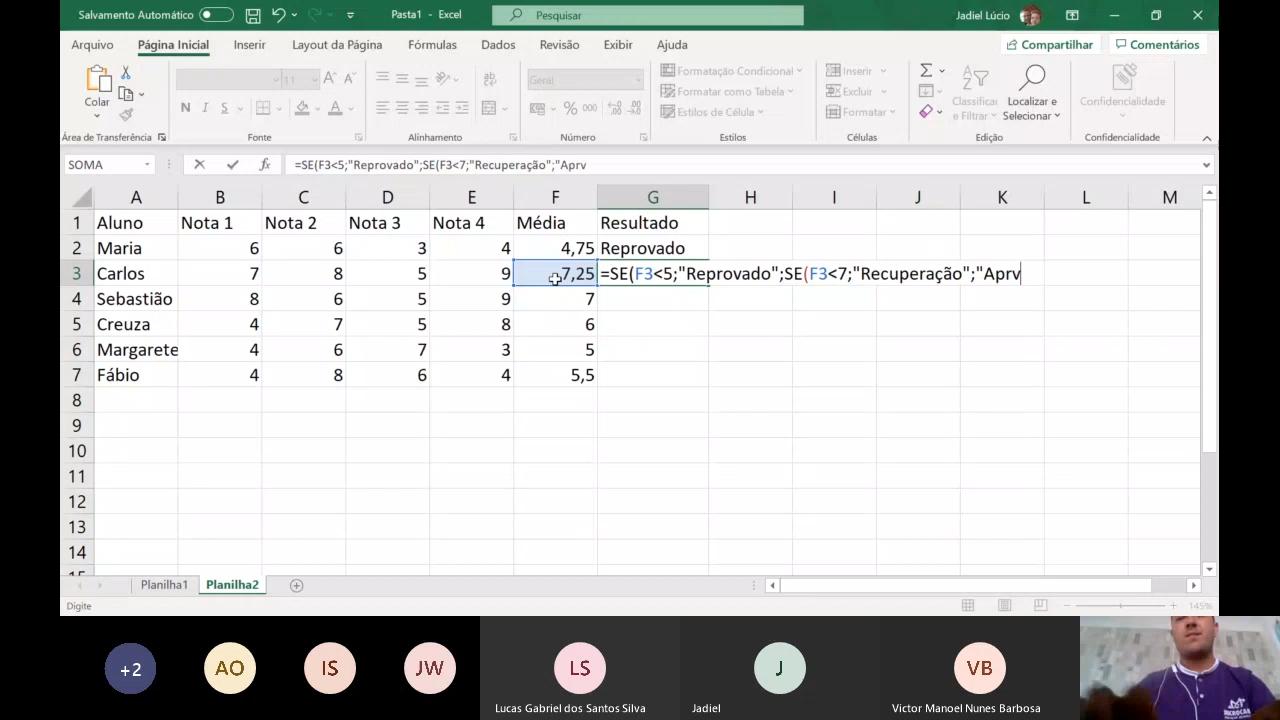 Salvamento Automático
Pasta1 - Excel
Pesquisar
Jadiel Lúcio
Arquivo Página Inicial Inserir Layout da Página Fórmulas Dados Revisão Exibir Ajuda
Compartilhar Comentários
Colar
11
N I S
A
Geral
% 000
Formatação Condicional
Formatar como Tabela
Estilos de Célula
Inserir
Excluir
Formatar
Classificar e Filtrar
Localizar e Selecionar
Confidencialidade
Área de Transferência Fonte Alinhamento Número Estilos Células Edição Confidencialidade
SOMA
fx
=SE(F3<5;"Reprovado";SE(F3<7;"Recuperação";"Aprv
A B C D E F G H I J K L M
1 Aluno Nota 1 Nota 2 Nota 3 Nota 4 Média Resultado
2 Maria 6 6 3 4 4,75 Reprovado
3 Carlos 7 8 5 9 7,25 =SE(F3<5;"Reprovado";SE(F3<7;"Recuperação";"Aprv
4 Sebastião 8 6 5 9 7
5 Creuza 4 7 5 8 6
6 Margarete 4 6 7 3 5
7 Fábio 4 8 6 4 5,5
8
9
10
11
12
13
14
15
Planilha1 Planilha2
Digite
145%
+2 AO IS JW LS J VB
Lucas Gabriel dos Santos Silva Jadiel Victor Manoel Nunes Barbosa